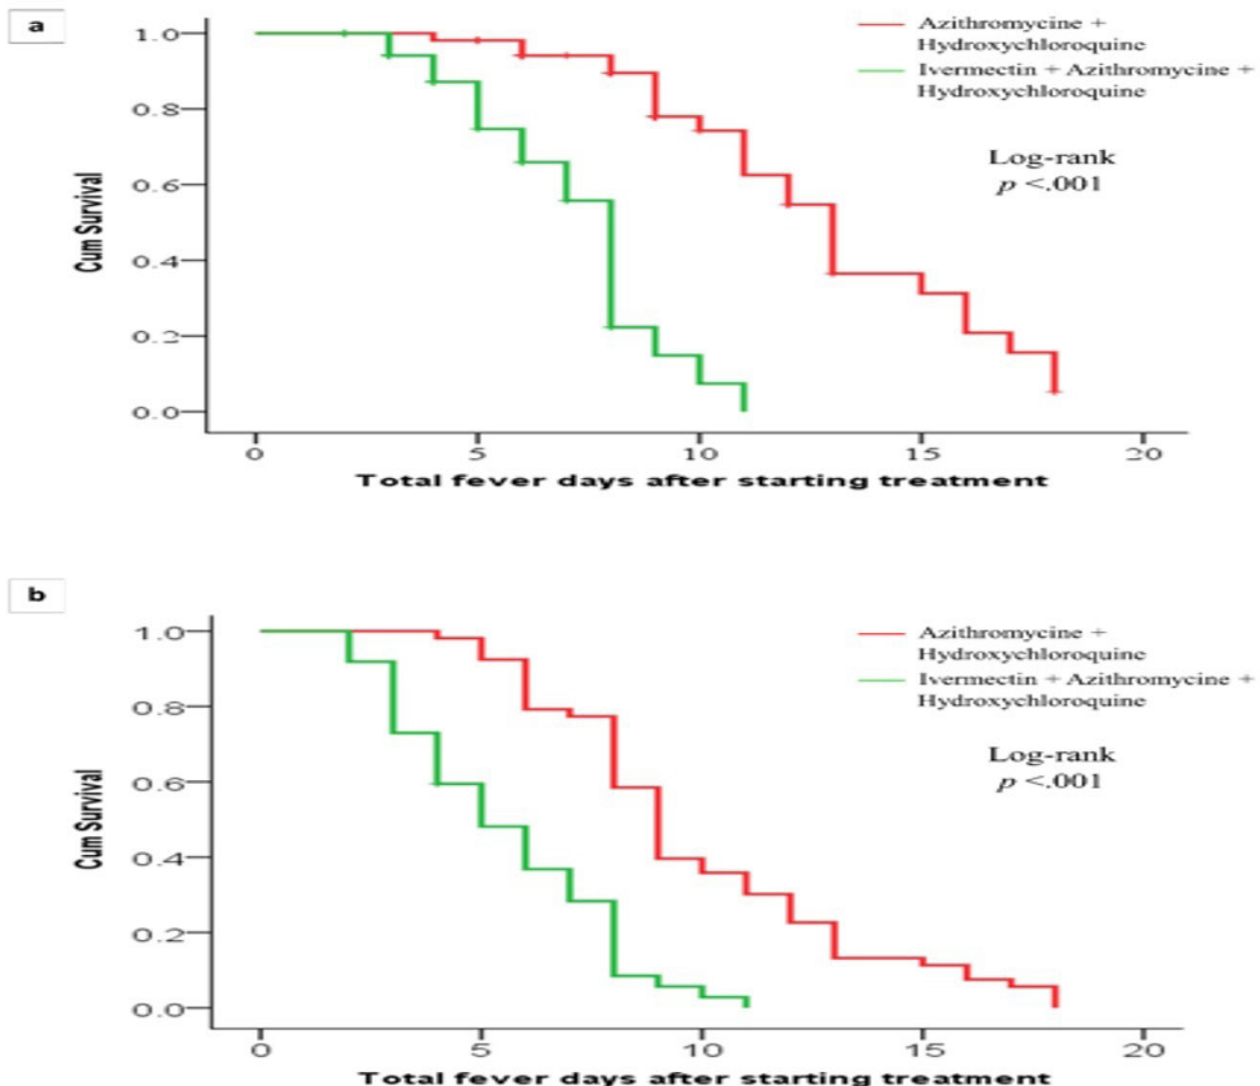 a
Azithromycine +
Hydroxychloroquine
Ivermectin + Azithromycine +
Hydroxychloroquine
Log-rank
p <.001
Cum Survival
1.0
0.8
0.6
0.4
0.2
0.0
0 5 10 15 20
Total fever days after starting treatment
b
Azithromycine +
Hydroxychloroquine
Ivermectin + Azithromycine +
Hydroxychloroquine
Log-rank
p <.001
Cum Survival
1.0
0.8
0.6
0.4
0.2
0.0
0 5 10 15 20
Total fever days after starting treatment